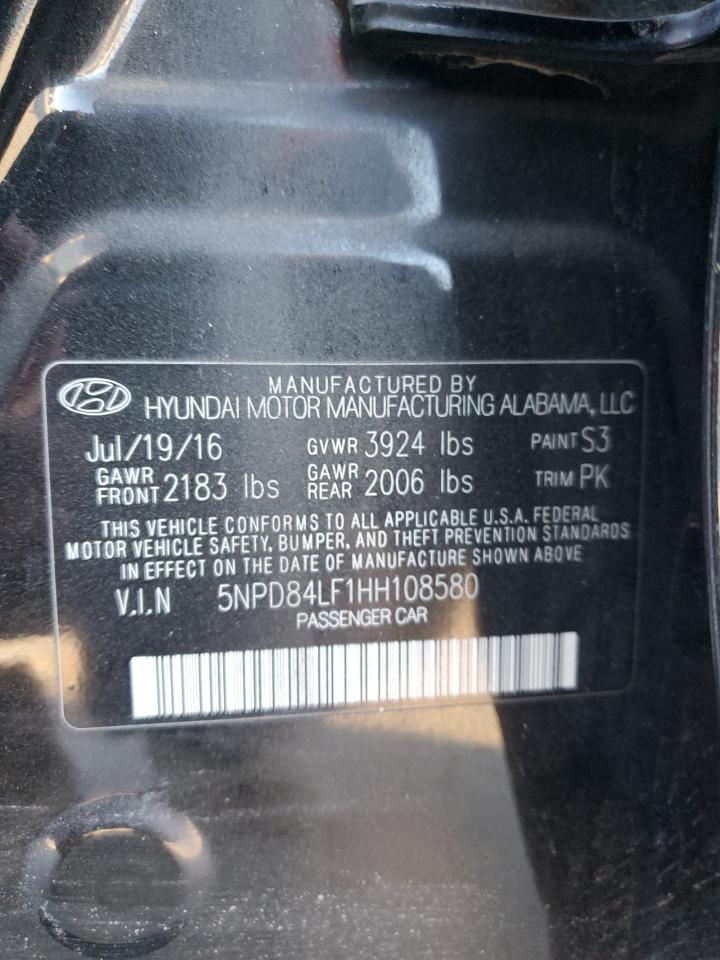 MANUFACTURED BY
HYUNDAI MOTOR MANUFACTURING ALABAMA, LLC
Jul/19/16 GVWR 3924 lbs PAINT S3
GAWR FRONT 2183 lbs GAWR REAR 2006 lbs TRIM PK
THIS VEHICLE CONFORMS TO ALL APPLICABLE U.S.A. FEDERAL
MOTOR VEHICLE SAFETY, BUMPER, AND THEFT PREVENTION STANDARDS
IN EFFECT ON THE DATE OF MANUFACTURE SHOWN ABOVE
V.I.N 5NPD84LF1HH108580
PASSENGER CAR